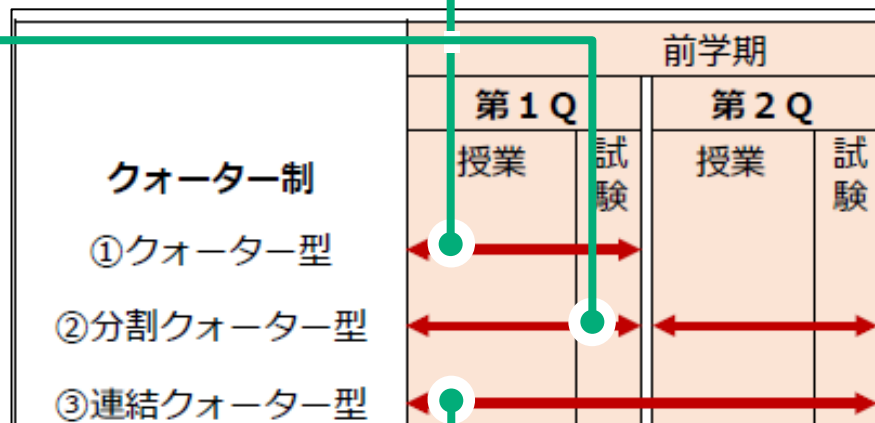 前学期
第１Ｑ 第２Ｑ
授業 試験 授業 試験
クォーター制
①クォーター型
②分割クォーター型
③連結クォーター型